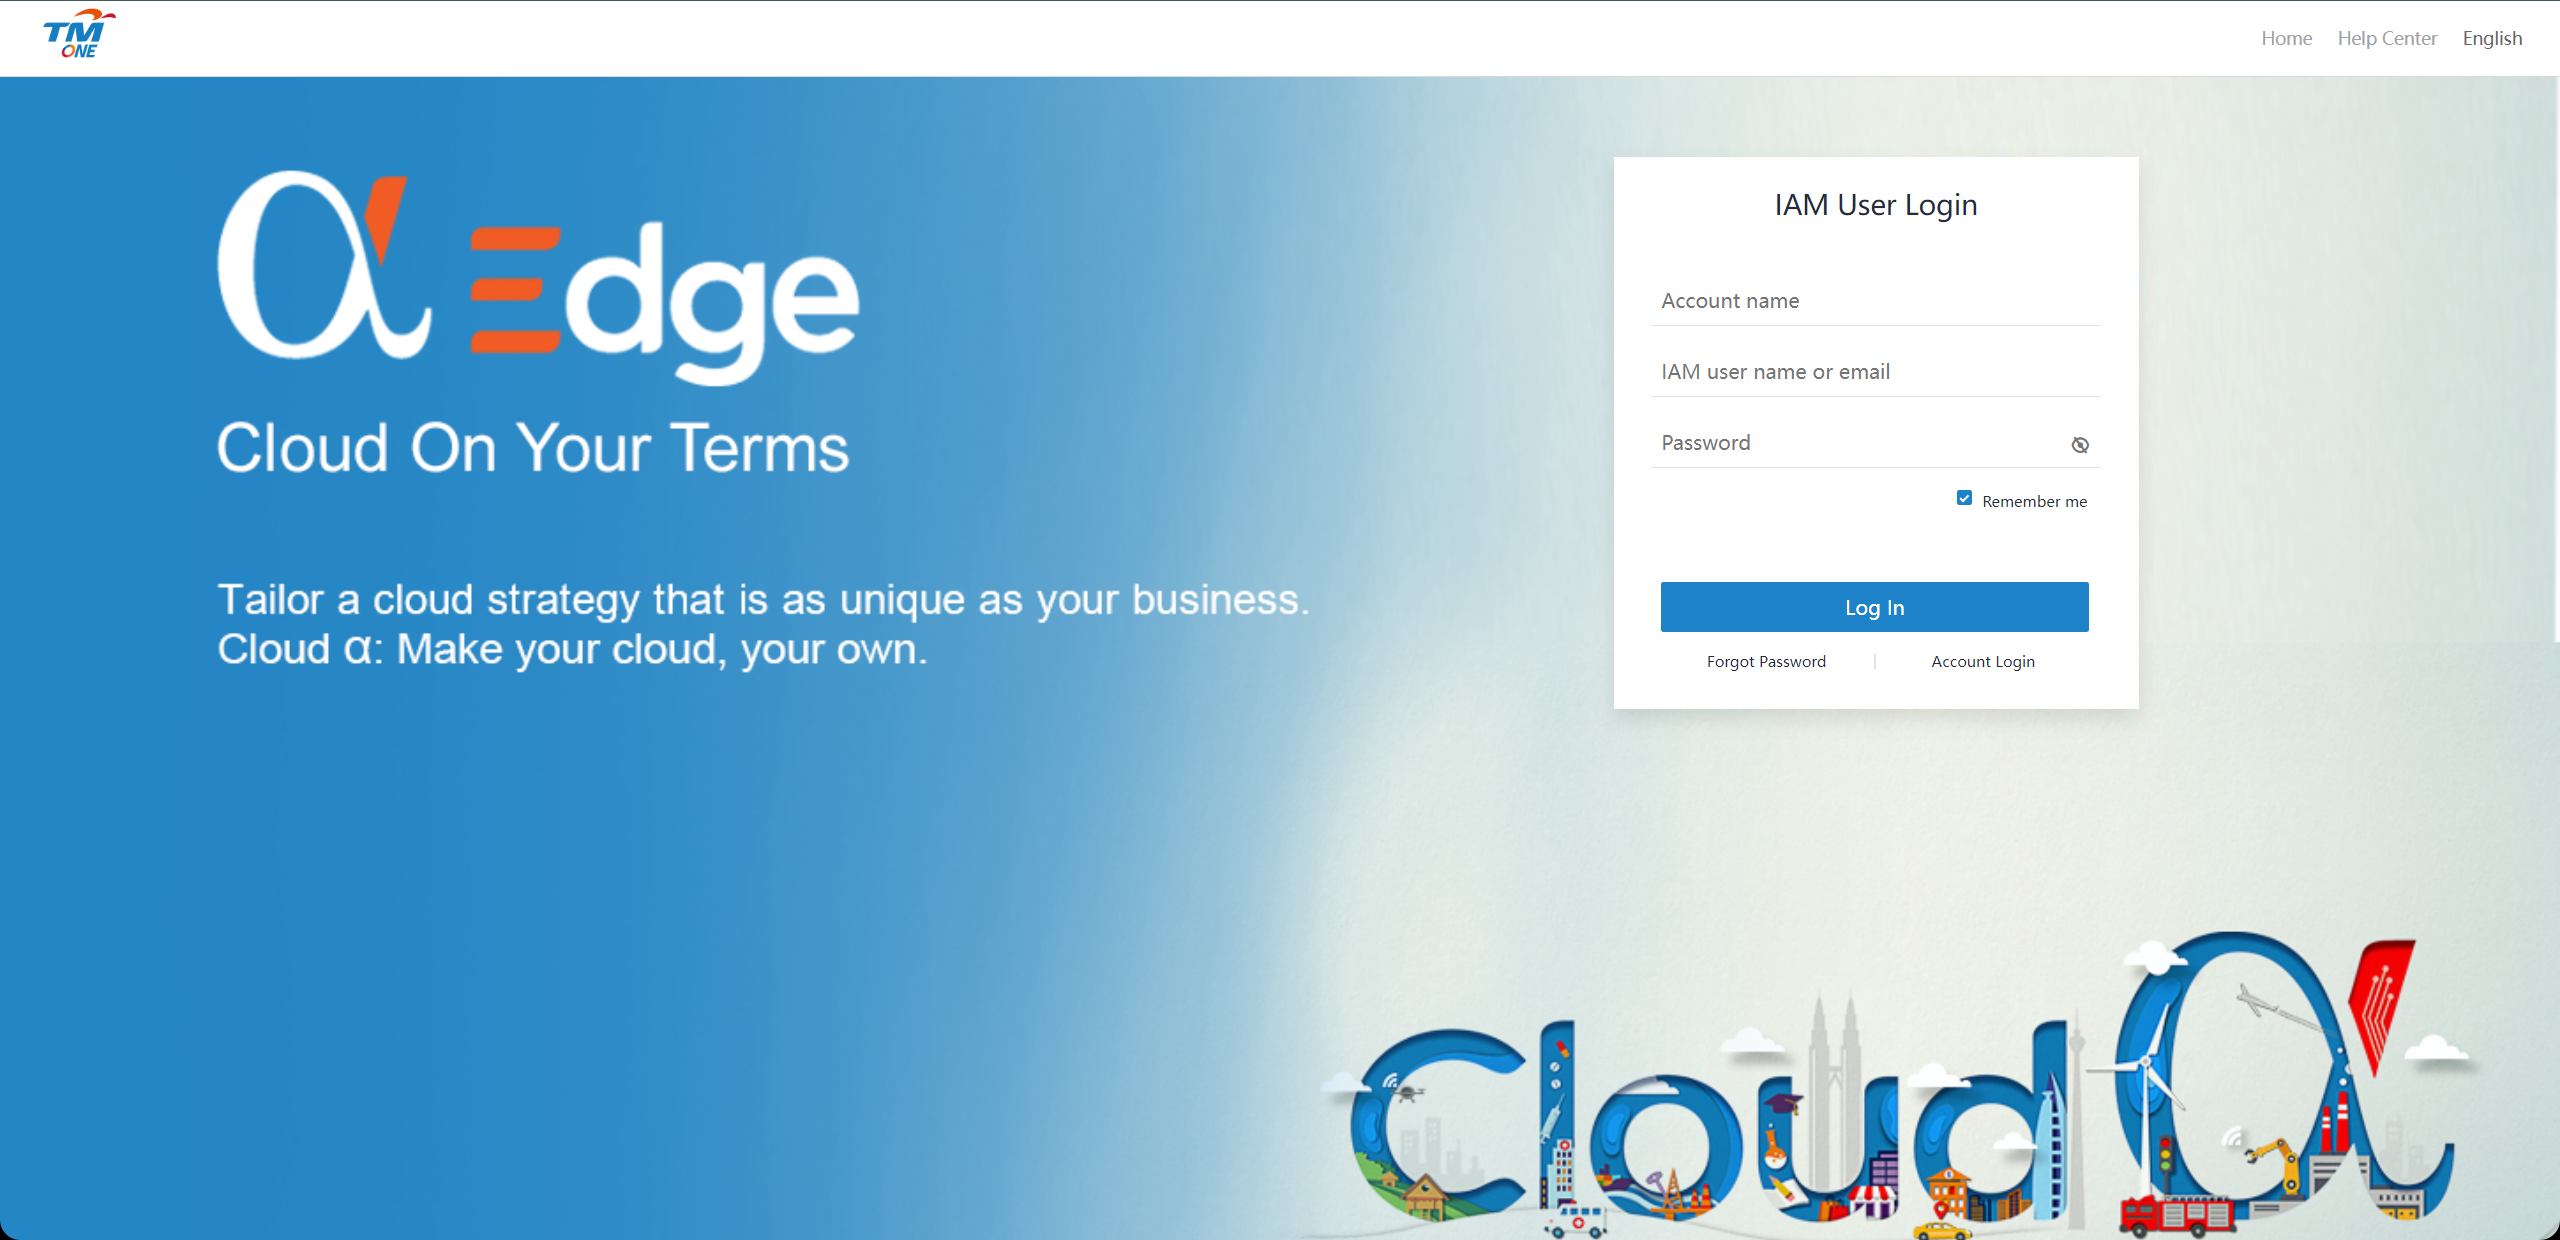 TM
ONE
Home Help Center English
α Edge
Cloud On Your Terms
Tailor a cloud strategy that is as unique as your business.
Cloud α: Make your cloud, your own.
IAM User Login
Account name
IAM user name or email
Password
Remember me
Log In
Forgot Password | Account Login
Cloud α